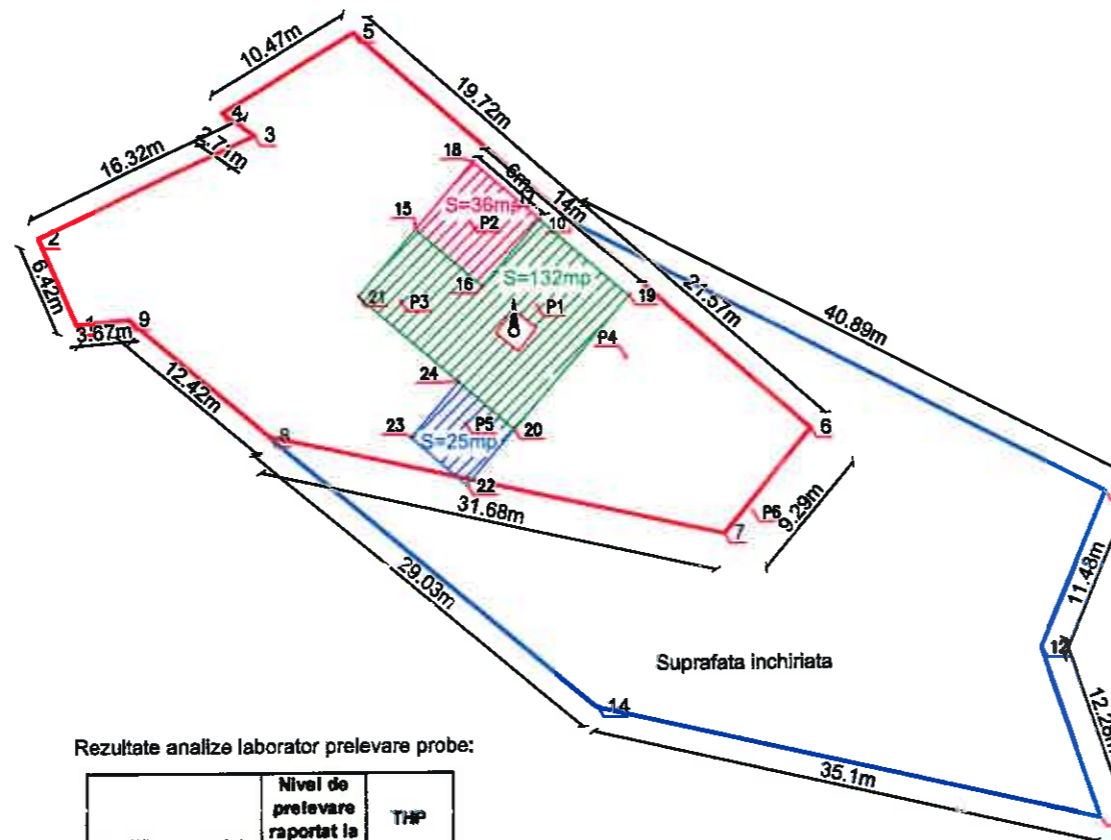 10.47m
5
19.72m
4
3
2.71m
16.32m
18
6m
14m
S=36mp
P2
15
10
2
16
S=132mp
6.42m
21
P3
P1
19
21.57m
40.89m
1
9
3.67m
P4
12.42m
24
6
23
P5
20
8
S=25mp
22
31.68m
7
P6
9.29m
11.48m
29.03m
Suprafata inchiriata
12
14
12.28m
35.1m
Rezultate analize laborator prelevare probe:
Nivel de
prelevare
raportat la
THP